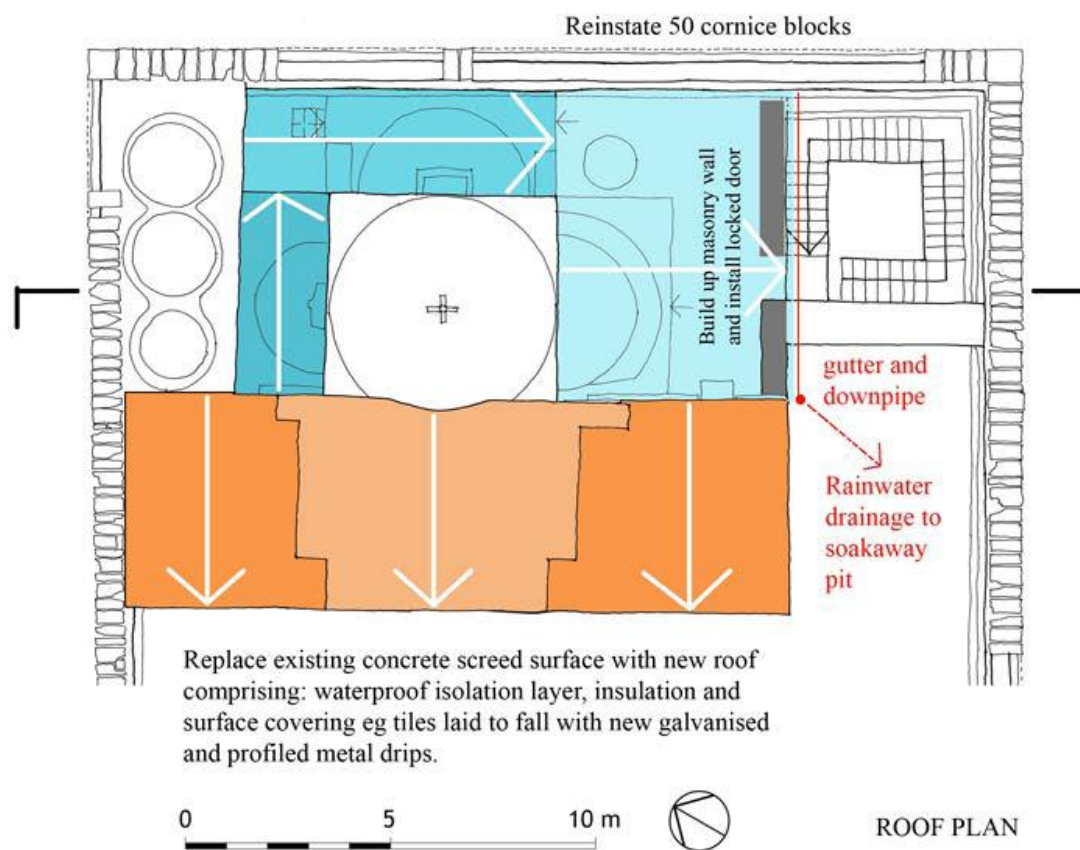 Reinstate 50 cornice blocks
Build up masonry wall
and install locked door
gutter and
downpipe
Rainwater
drainage to
soakaway
pit
Replace existing concrete screed surface with new roof
comprising: waterproof isolation layer, insulation and
surface covering eg tiles laid to fall with new galvanised
and profiled metal drips.
0 5 10 m
ROOF PLAN